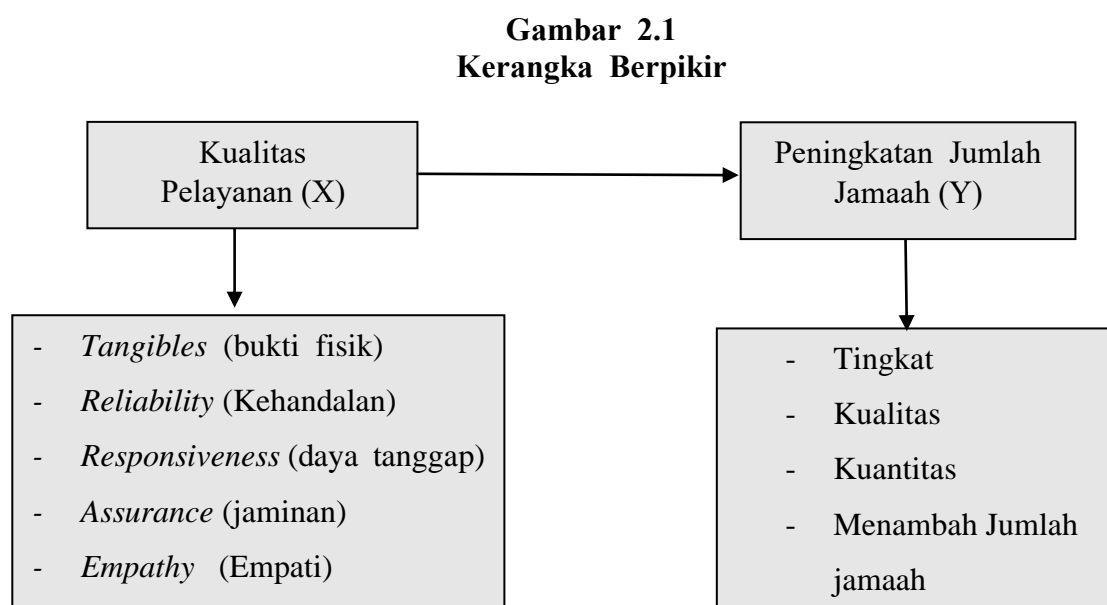 Gambar 2.1
Kerangka Berpikir
Kualitas
Pelayanan (X)
Peningkatan Jumlah
Jamaah (Y)
- Tangibles (bukti fisik)
- Reliability (Kehandalan)
- Responsiveness (daya tanggap)
- Assurance (jaminan)
- Empathy (Empati)
- Tingkat
- Kualitas
- Kuantitas
- Menambah Jumlah
jamaah